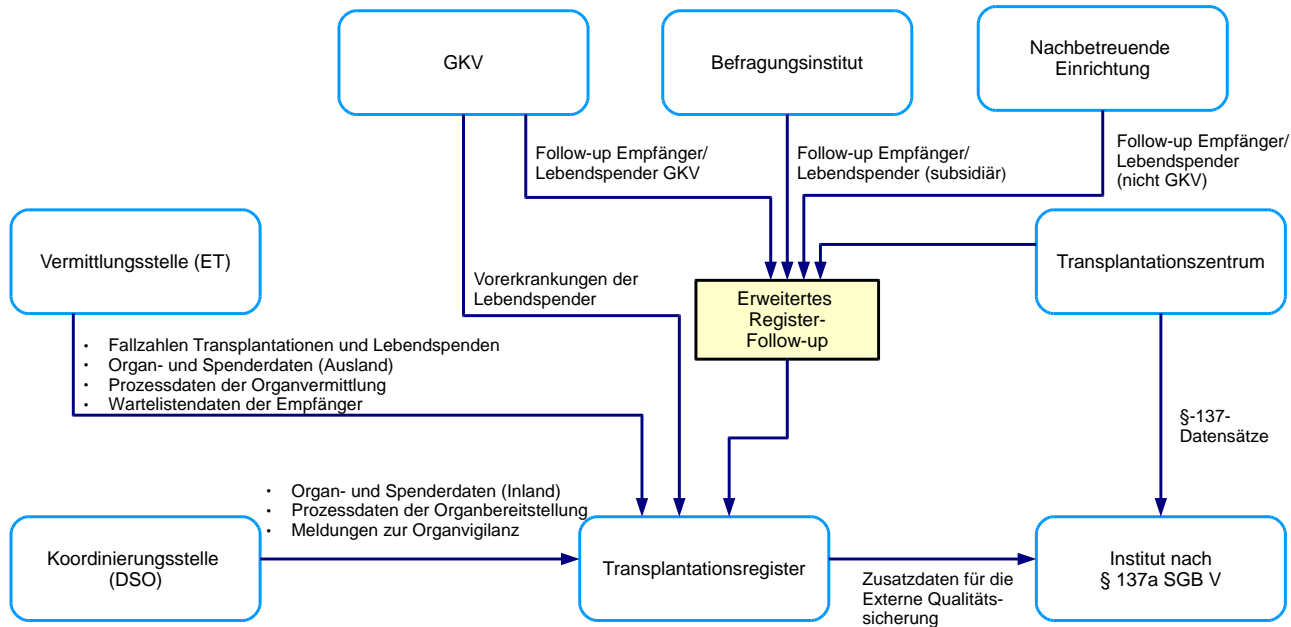 GKV
Befragungsinstitut
Nachbetreuende
Einrichtung
Follow-up Empfänger/
Lebendspender GKV
Follow-up Empfänger/
Lebendspender (subsidiär)
Follow-up Empfänger/
Lebendspender
(nicht GKV)
Vermittlungsstelle (ET)
Vorerkrankungen der
Lebendspender
Erweitertes
Register-
Follow-up
Transplantationszentrum
· Fallzahlen Transplantationen und Lebendspenden
· Organ- und Spenderdaten (Ausland)
· Prozessdaten der Organvermittlung
· Wartelistendaten der Empfänger
§-137-
Datensätze
· Organ- und Spenderdaten (Inland)
· Prozessdaten der Organbereitstellung
· Meldungen zur Organvigilanz
Koordinierungsstelle
(DSO)
Transplantationsregister
Zusatzdaten für die
Externe Qualitäts-
sicherung
Institut nach
§ 137a SGB V